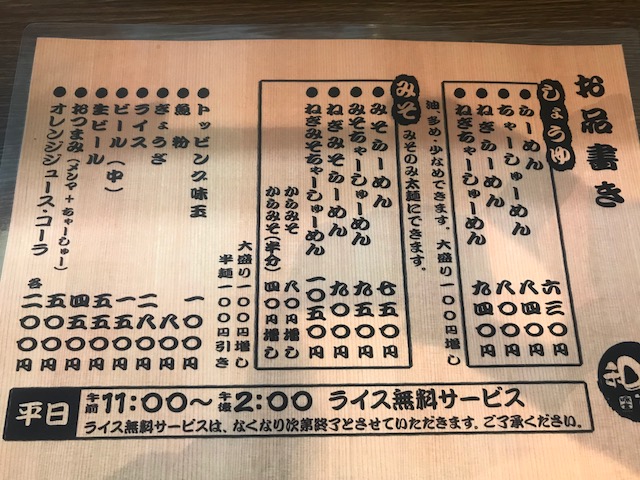 お品書き
しょうゆ
●らーめん 六三〇円
●ちゃーしゅーめん 八四〇円
●ねぎらーめん
●ねぎちゃーしゅーめん 九四〇円
油 多め・少なめできます。大盛り一〇〇円増し
みそのみ太麺にできます。
みそ
●みそらーめん 七五〇円
●みそちゃーしゅーめん 九五〇円
●ねぎみそらーめん 九〇〇円
●ねぎみそちゃーしゅーめん 一〇五〇円
からみそ 八〇円増し
からみそ(半分) 四〇円増し
大盛り一〇〇円増し
半麺一〇〇円引き
●トッピング味玉 一〇〇円
●魚粉 八〇円
●ぎょうざ 二八〇円
●ライス 一五〇円
●ビール(中) 五五〇円
●生ビール 四五〇円
●おつまみ(メンマ+ちゃーしゅー)
●オレンジジュース・コーラ 各二〇〇円
平日
午前11:00〜午後2:00 ライス無料サービス
ライス無料サービスは、なくなり次第終了とさせていただきます。ご了承ください。